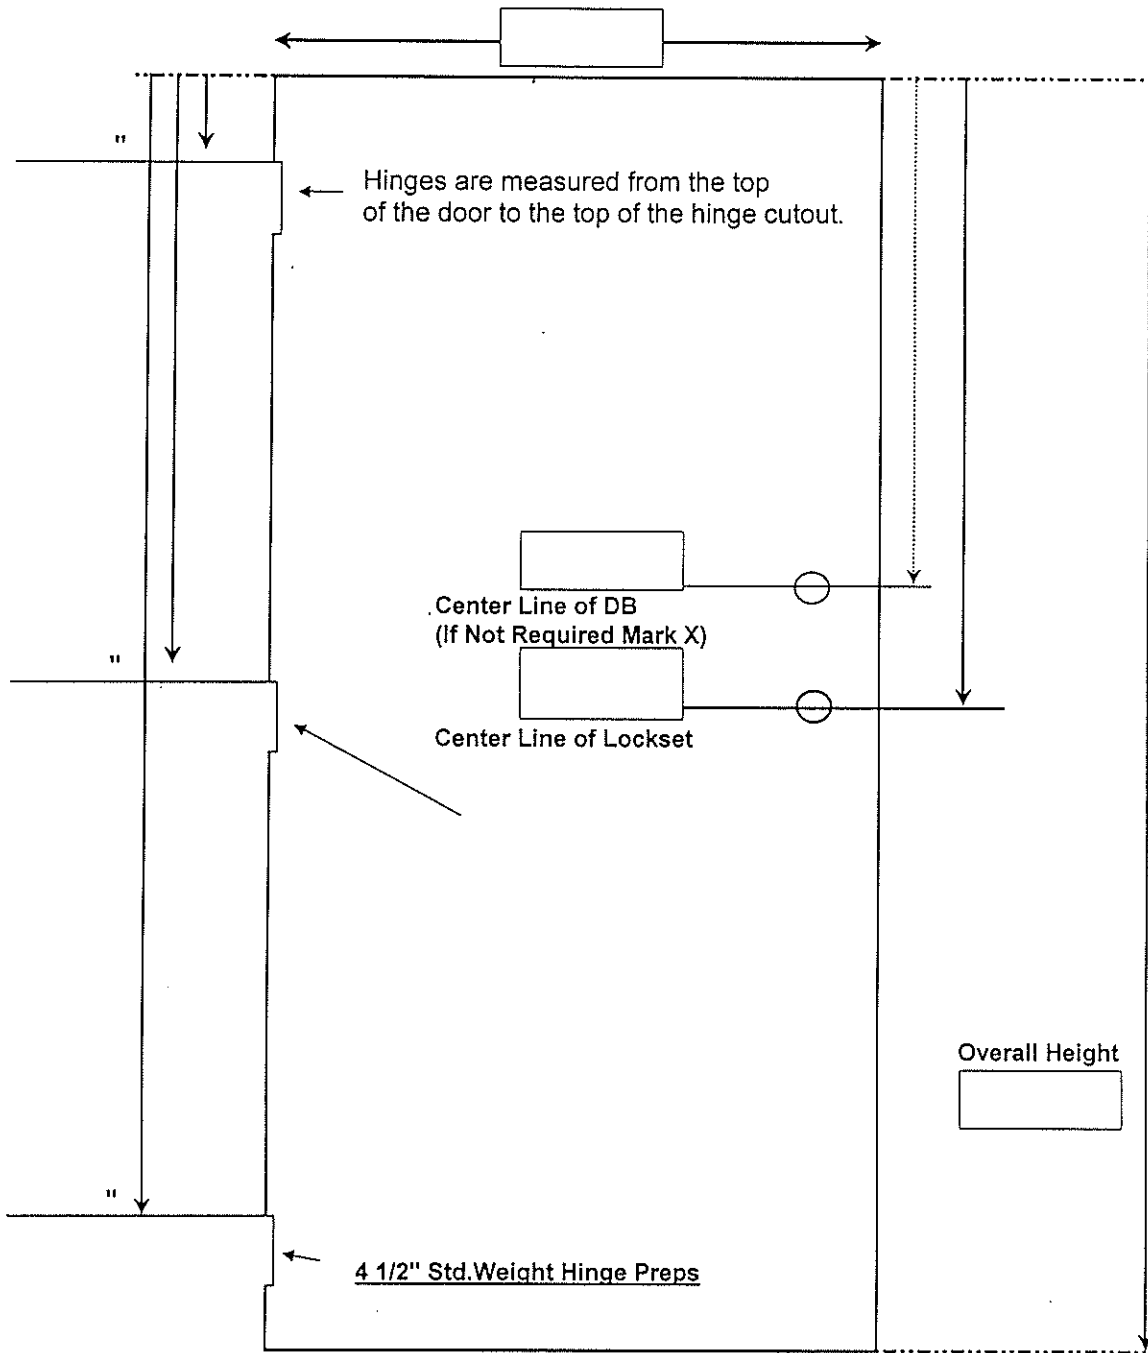 "
Hinges are measured from the top
of the door to the top of the hinge cutout.
Center Line of DB
(If Not Required Mark X)
"
Center Line of Lockset
Overall Height
"
4 1/2" Std.Weight Hinge Preps